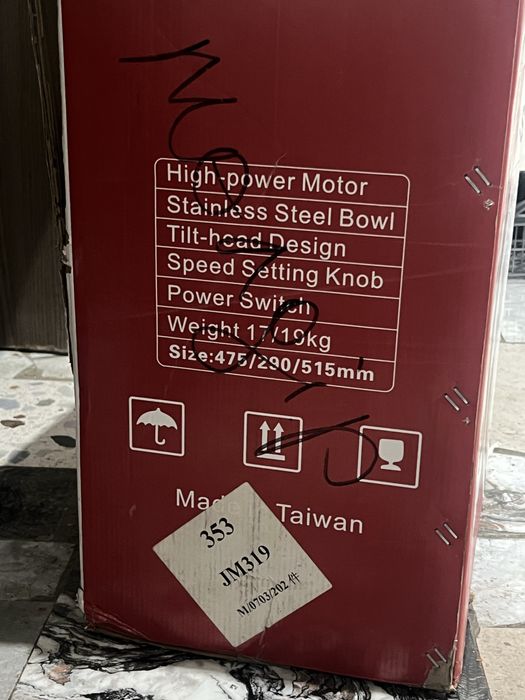 High-power Motor
Stainless Steel Bowl
Tilt-head Design
Speed Setting Knob
Power Switch
Weight 17/19kg
Size:475/290/515mm
Made in Taiwan
353
JM319
M/0703/202件